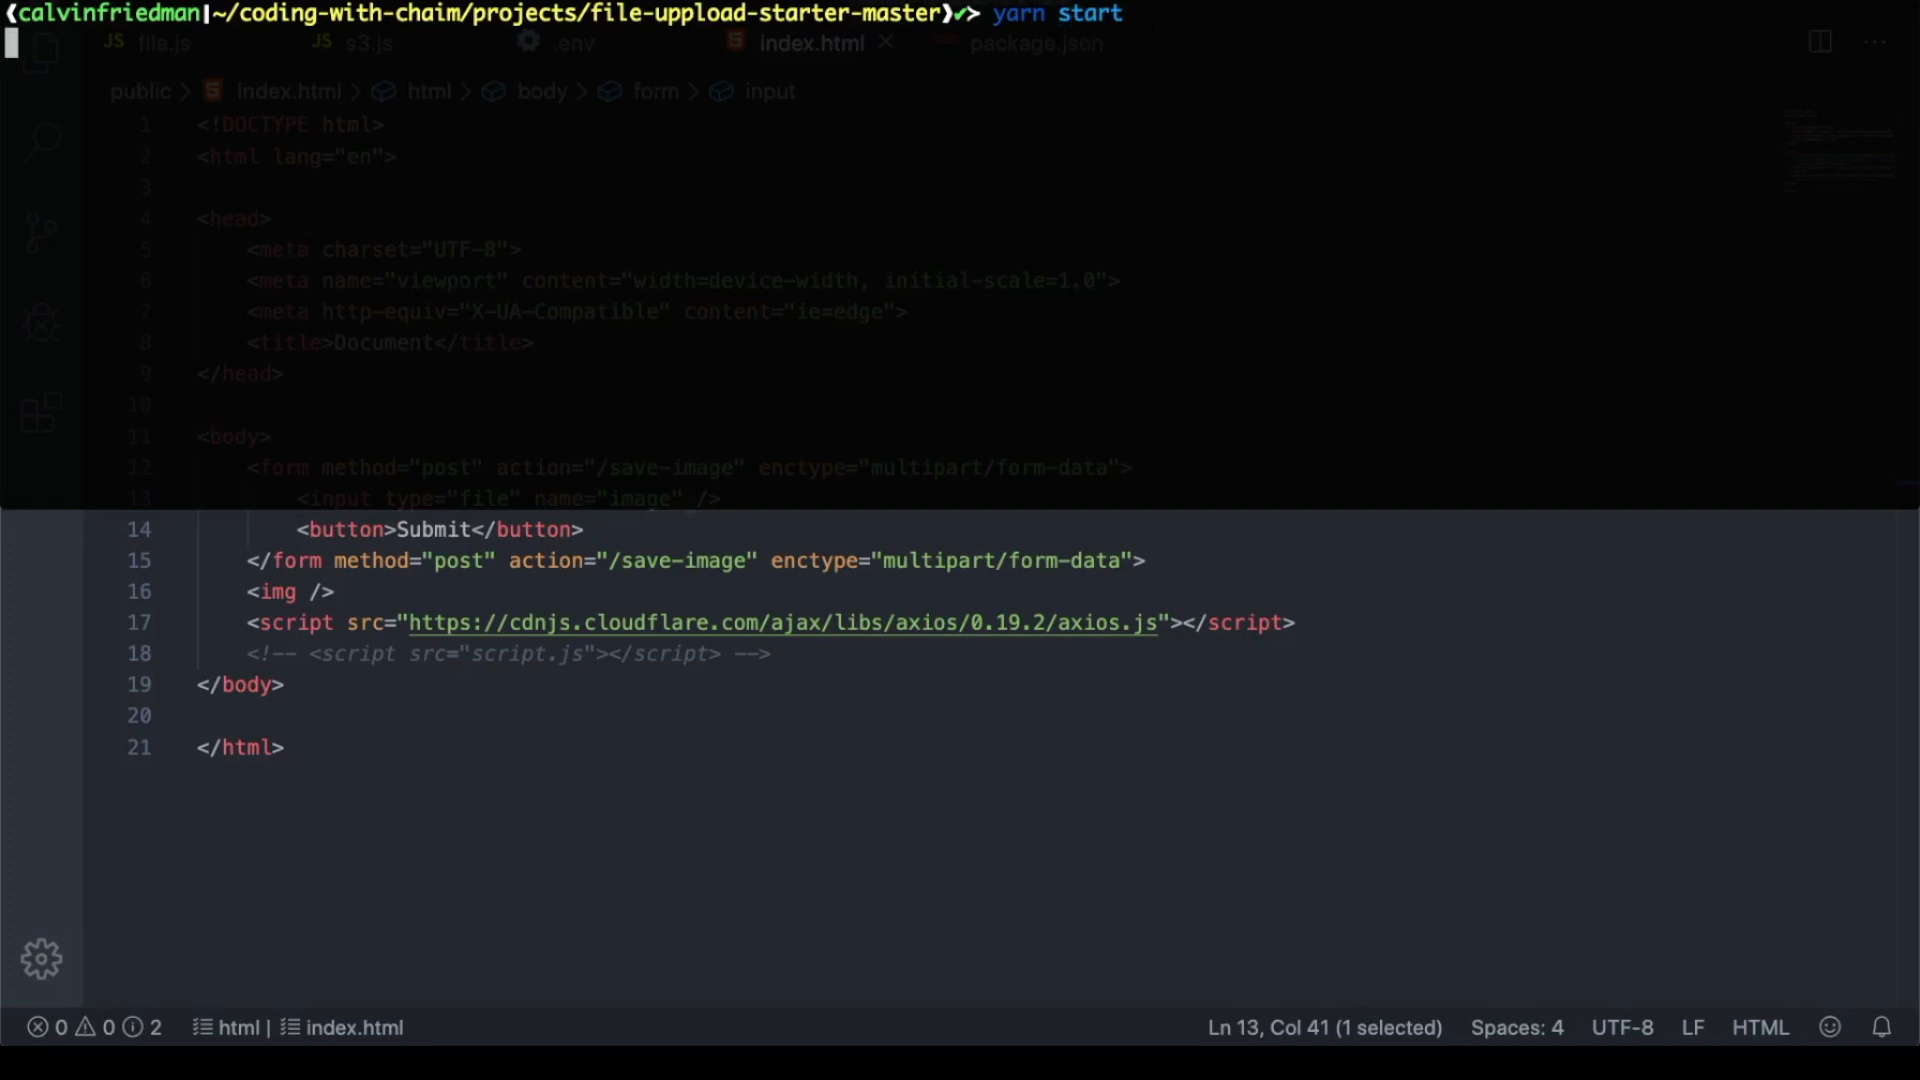 ❨calvinfriedman|~/coding-with-chaim/projects/file-uppload-starter-master❩✔> yarn start
JS file.js JS s3.js .env index.html × package.json ...
public > index.html > html > body > form > input
1 <!DOCTYPE html>
2 <html lang="en">
3
4 <head>
5 <meta charset="UTF-8">
6 <meta name="viewport" content="width=device-width, initial-scale=1.0">
7 <meta http-equiv="X-UA-Compatible" content="ie=edge">
8 <title>Document</title>
9 </head>
10
11 <body>
12 <form method="post" action="/save-image" enctype="multipart/form-data">
13 <input type="file" name="image" />
14 <button>Submit</button>
15 </form method="post" action="/save-image" enctype="multipart/form-data">
16 <img />
17 <script src="https://cdnjs.cloudflare.com/ajax/libs/axios/0.19.2/axios.js"></script>
18 <!-- <script src="script.js"></script> -->
19 </body>
20
21 </html>
0 0 2 html | index.html Ln 13, Col 41 (1 selected) Spaces: 4 UTF-8 LF HTML